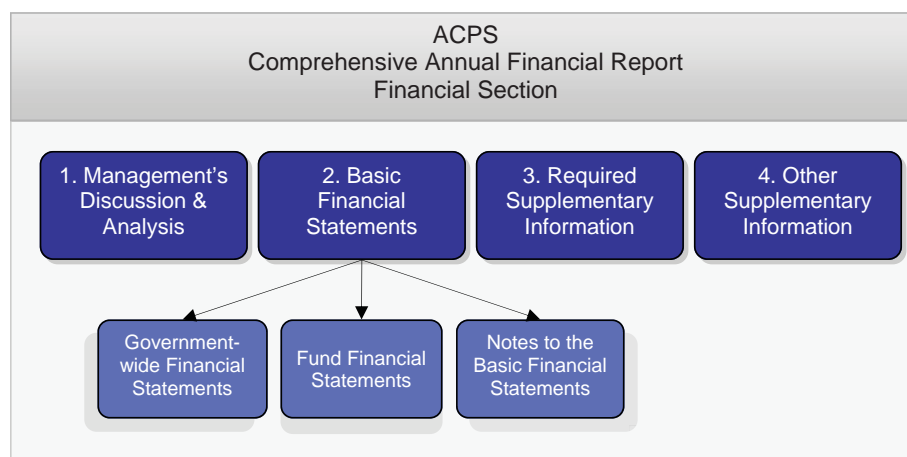 ACPS
Comprehensive Annual Financial Report
Financial Section
1. Management's
Discussion &
Analysis
2. Basic
Financial
Statements
3. Required
Supplementary
Information
4. Other
Supplementary
Information
Government-
wide Financial
Statements
Fund Financial
Statements
Notes to the
Basic Financial
Statements